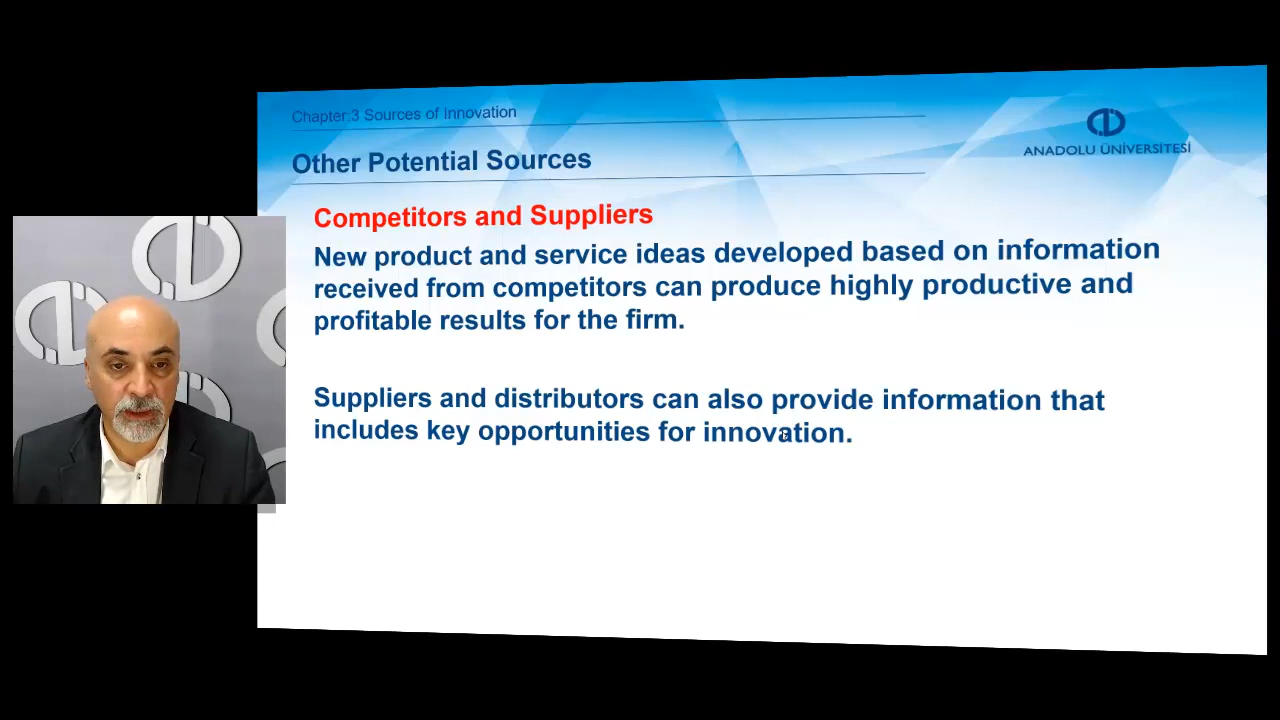 Chapter:3 Sources of Innovation
ANADOLU ÜNİVERSİTESİ
Other Potential Sources
Competitors and Suppliers
New product and service ideas developed based on information
received from competitors can produce highly productive and
profitable results for the firm.
Suppliers and distributors can also provide information that
includes key opportunities for innovation.